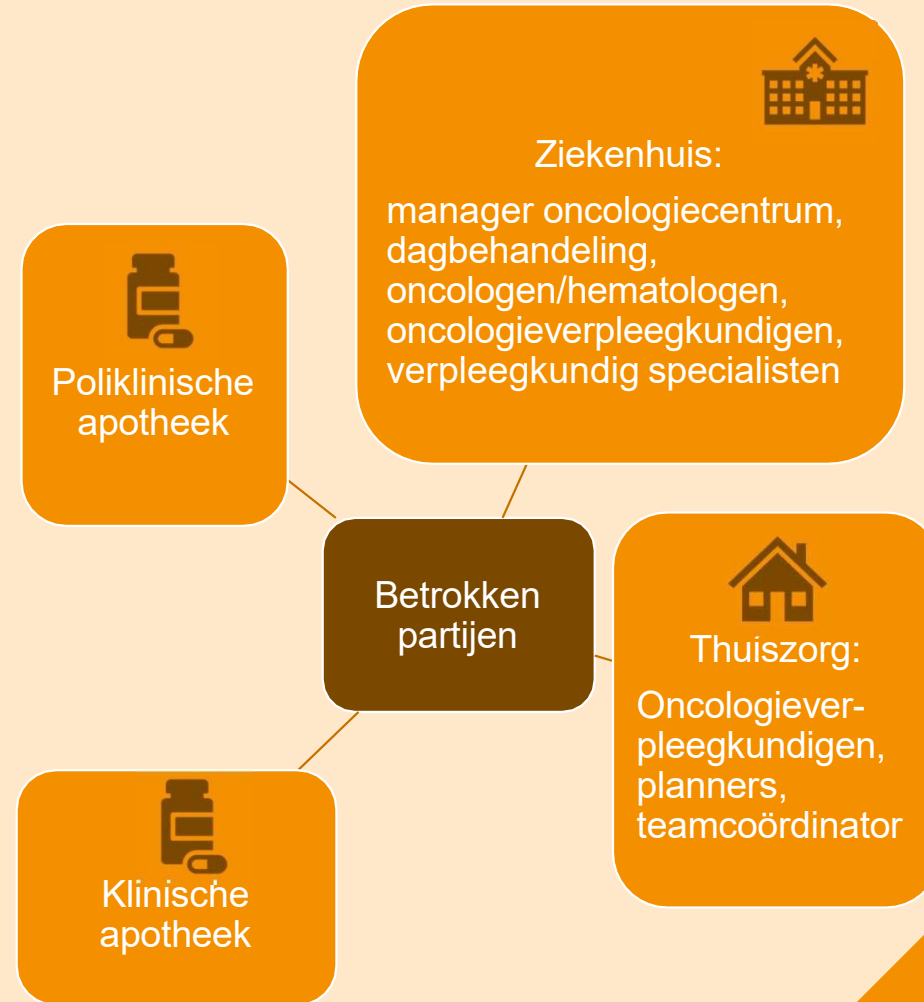 Ziekenhuis:
manager oncologiecentrum,
dagbehandeling,
oncologen/hematologen,
oncologieverpleegkundigen,
verpleegkundig specialisten
Poliklinische
apotheek
Betrokken
partijen
Thuiszorg:
Oncologiever-
pleegkundigen,
planners,
teamcoördinator
Klinische
apotheek